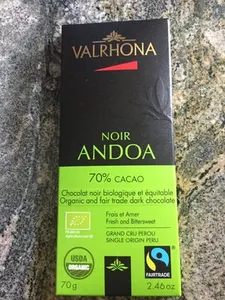 VALRHONA
NOIR
ANDOA
70% CACAO
Chocolat noir biologique et équitable
Organic and fair trade dark chocolate
Frais et Amer
Fresh and Bittersweet
GRAND CRU PEROU
SINGLE ORIGIN PERU
USDA
ORGANIC
FAIRTRADE
70g
2.46oz